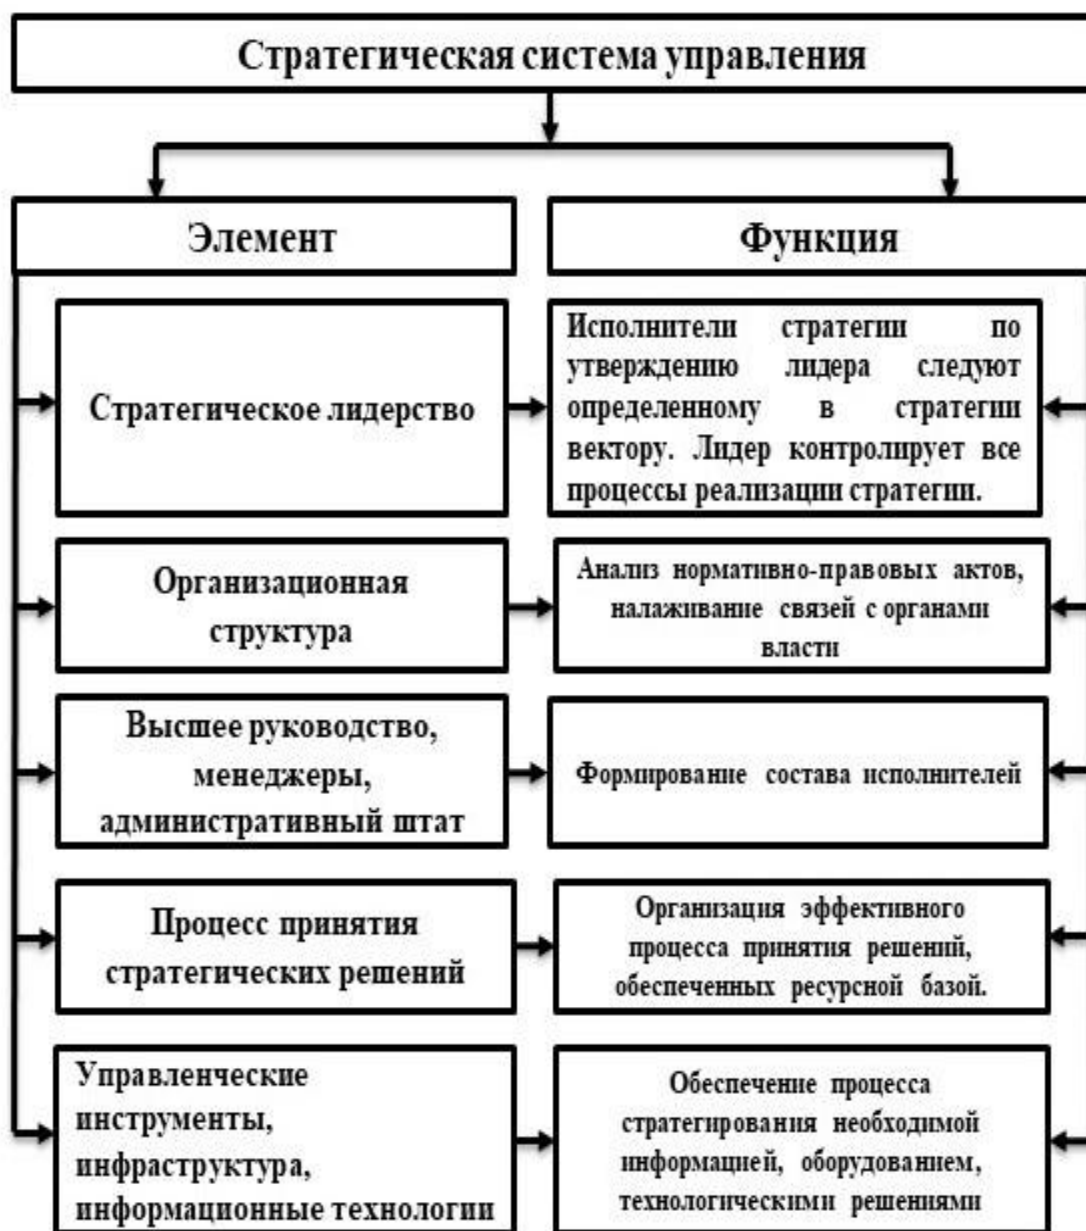 Стратегическая система управления
Элемент
Функция
Стратегическое лидерство
Исполнители стратегии по
утверждению лидера следуют
определенному в стратегии
вектору. Лидер контролирует все
процессы реализации стратегии.
Организационная
структура
Анализ нормативно-правовых актов,
налаживание связей с органами
власти
Высшее руководство,
менеджеры,
административный штат
Формирование состава исполнителей
Процесс принятия
стратегических решений
Организация эффективного
процесса принятия решений,
обеспеченных ресурсной базой.
Управленческие
инструменты,
инфраструктура,
информационные технологии
Обеспечение процесса
стратегирования необходимой
информацией, оборудованием,
технологическими решениями